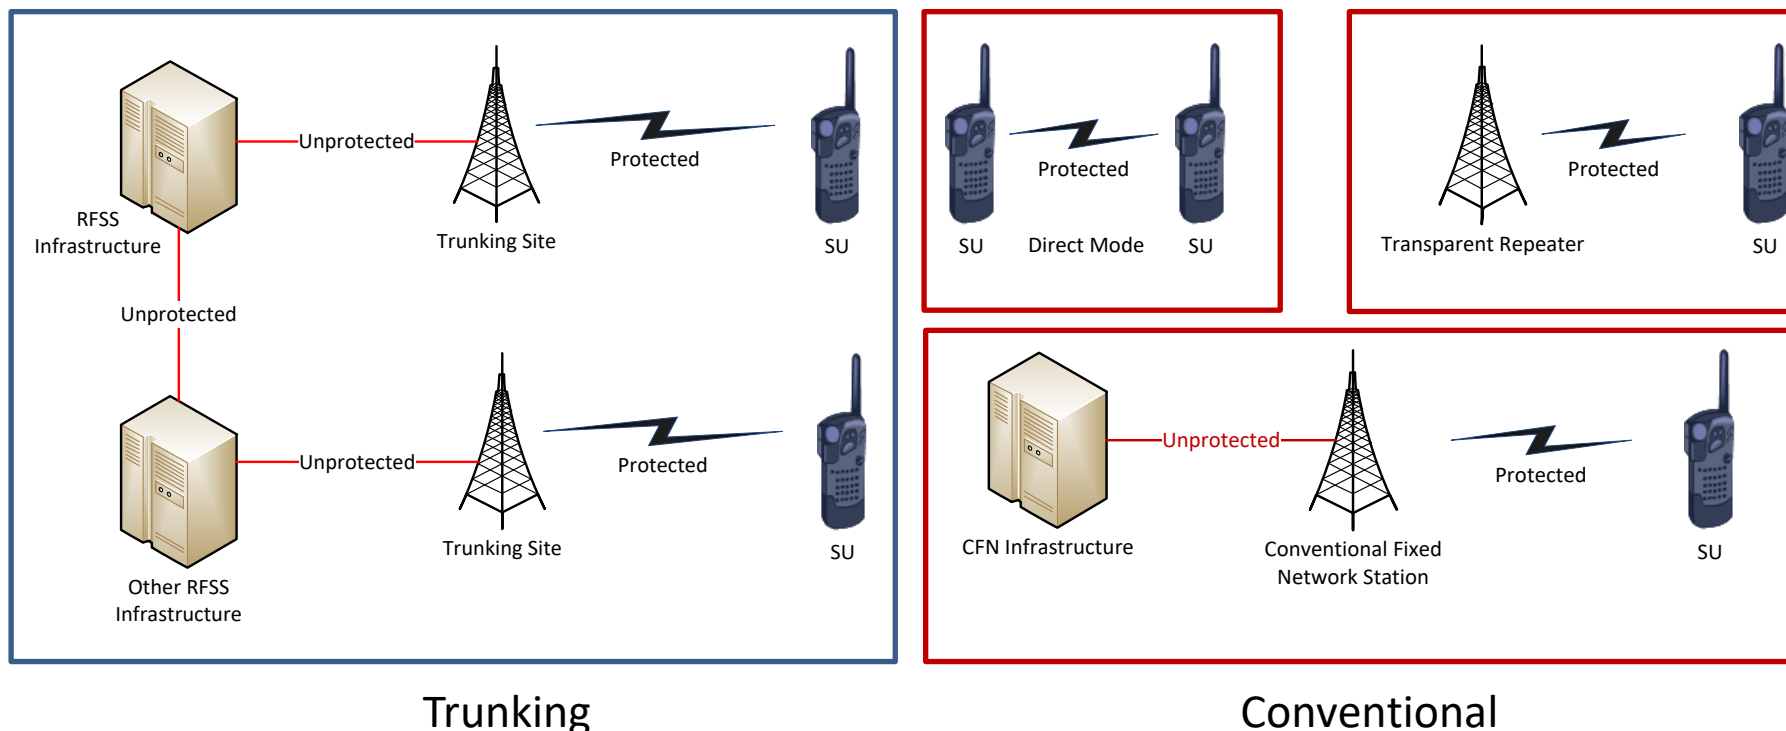 Unprotected
Protected
RFSS
Infrastructure
Trunking Site
SU
Unprotected
Unprotected
Protected
Trunking Site
SU
Other RFSS
Infrastructure
Trunking
Protected
SU
Direct Mode
SU
Protected
Transparent Repeater
SU
Unprotected
Protected
CFN Infrastructure
Conventional Fixed
Network Station
SU
Conventional